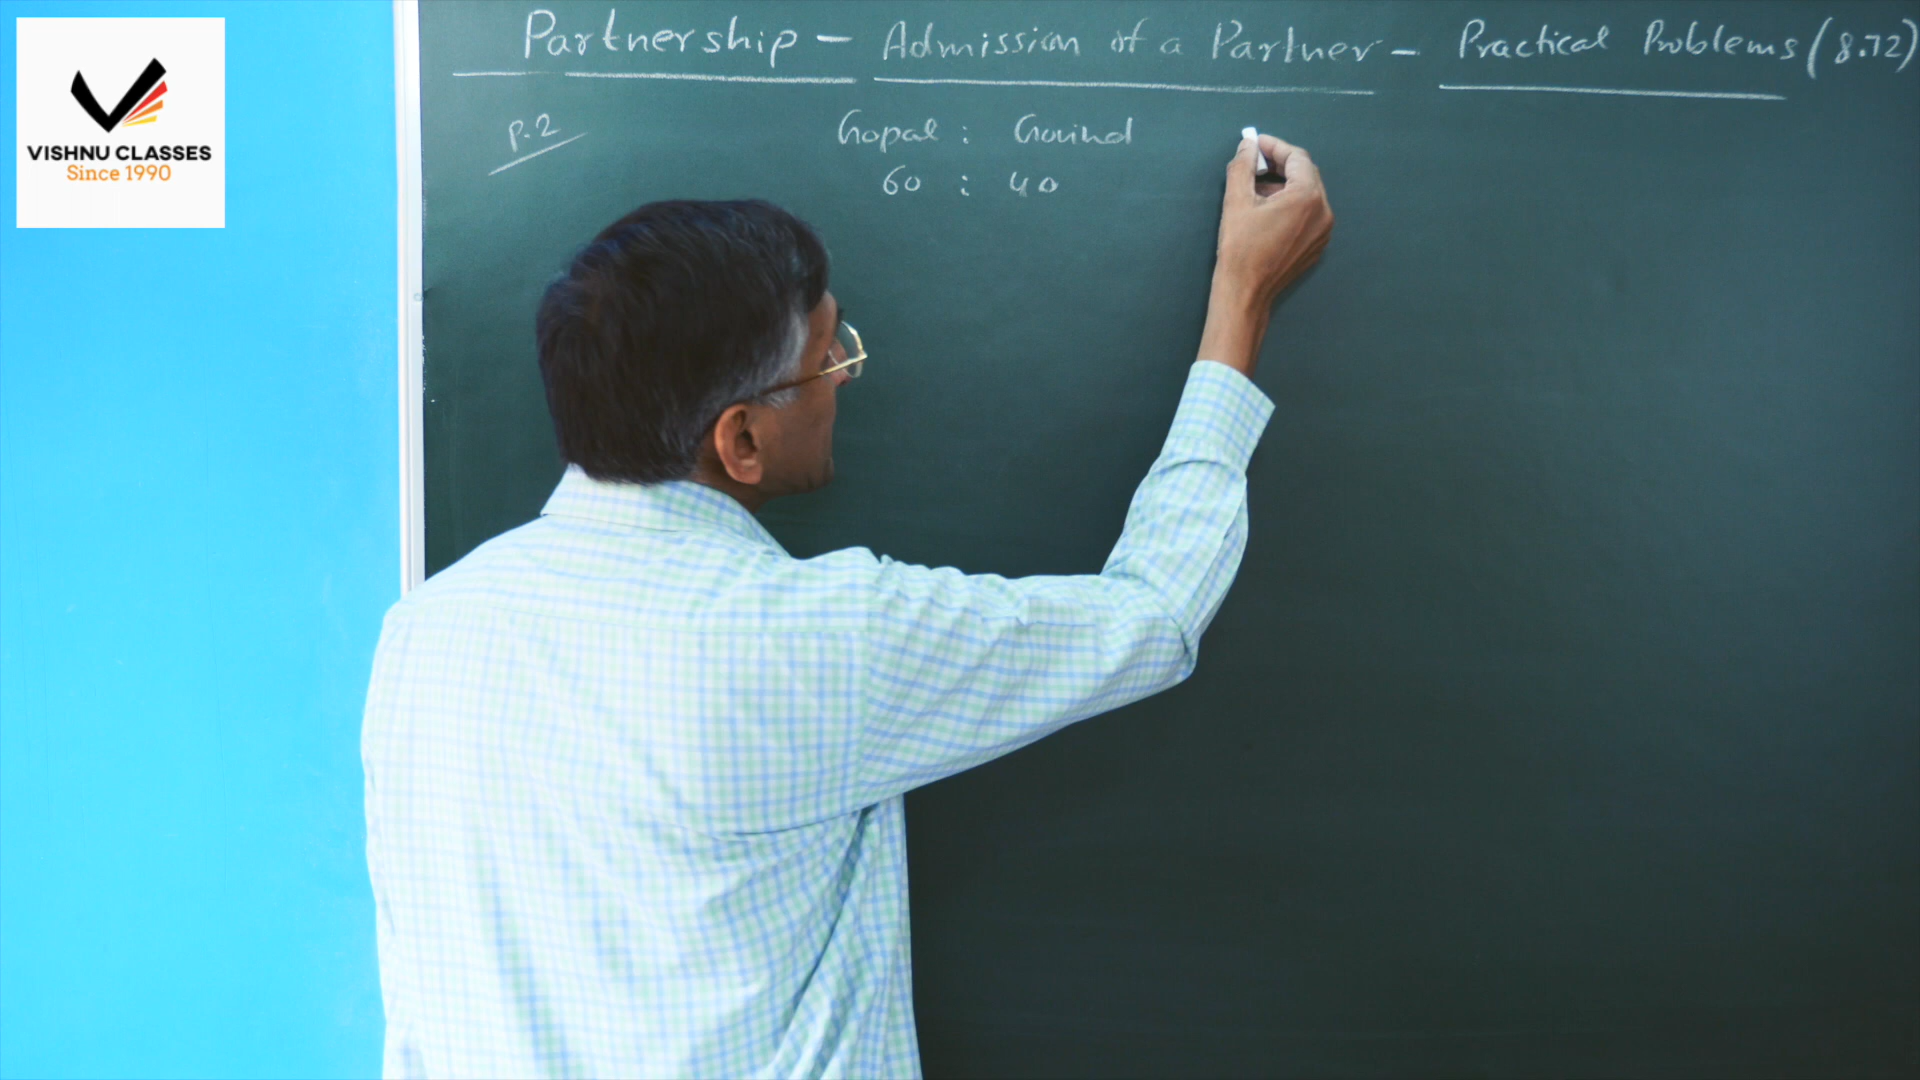 VISHNU CLASSES
Since 1990
Partnership - Admission of a Partner - Practical Problems (8.72)
P.2
Gopal : Govind
60 : 40